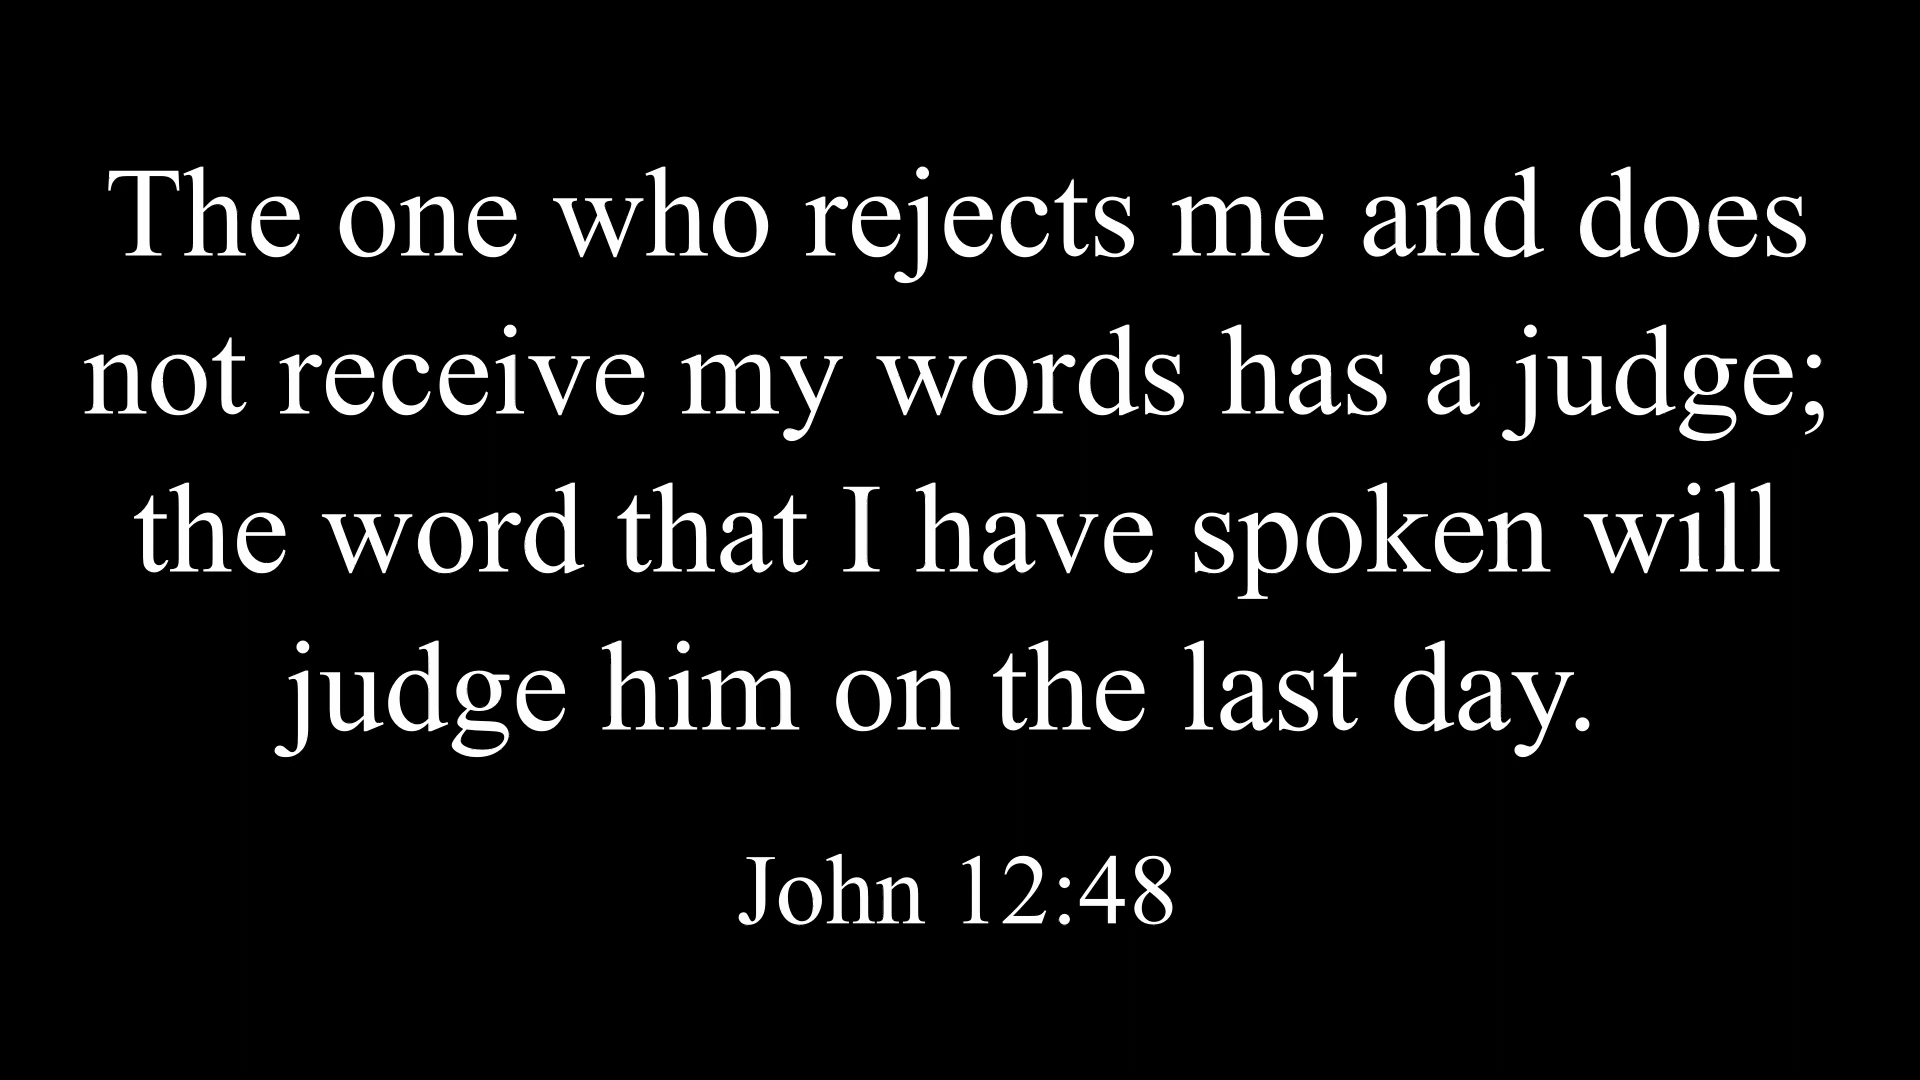 The one who rejects me and does
not receive my words has a judge;
the word that I have spoken will
judge him on the last day.
John 12:48